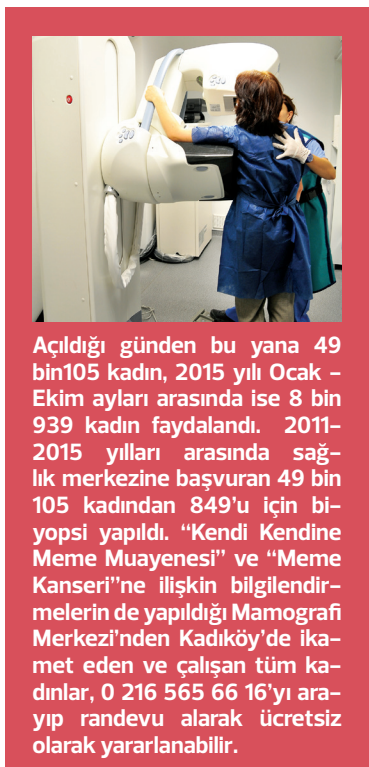 Açıldığı günden bu yana 49
bin105 kadın, 2015 yılı Ocak –
Ekim ayları arasında ise 8 bin
939 kadın faydalandı. 2011–
2015 yılları arasında sağ–
lık merkezine başvuran 49 bin
105 kadından 849’u için bi–
yopsi yapıldı. “Kendi Kendine
Meme Muayenesi” ve “Meme
Kanseri”ne ilişkin bilgilendir–
melerin de yapıldığı Mamografi
Merkezi’nden Kadıköy’de ika–
met eden ve çalışan tüm ka–
dınlar, 0 216 565 66 16’yı ara–
yıp randevu alarak ücretsiz
olarak yararlanabilir.